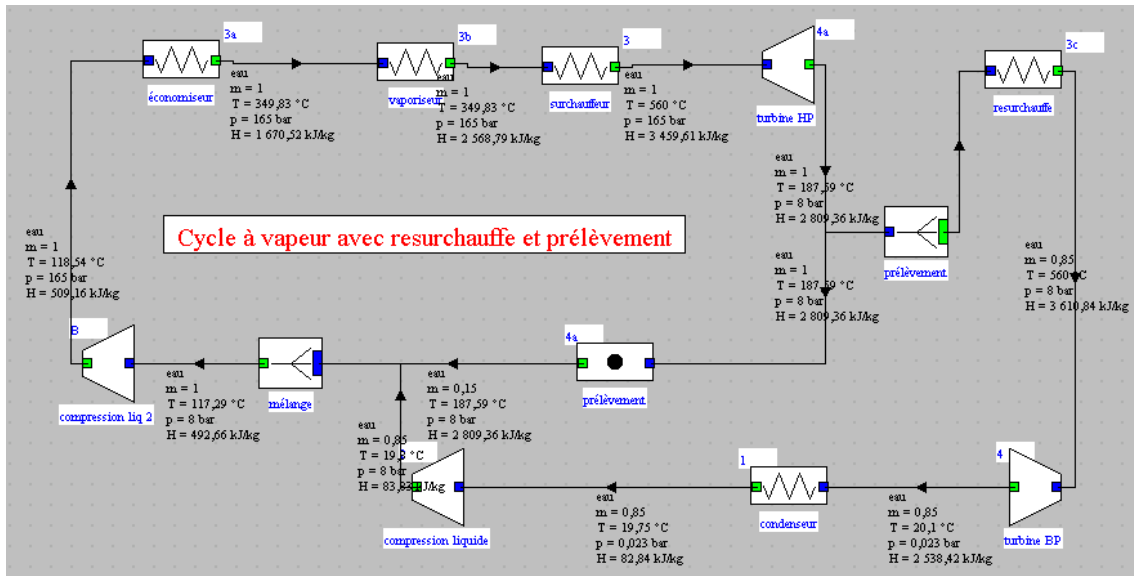 3a
3b
3
4a
3c
économiseur
vaporiseur
surchauffeur
turbine HP
resurchauffe
eau
m = 1
T = 349,83 °C
p = 165 bar
H = 1 670,52 kJ/kg
eau
m = 1
T = 349,83 °C
p = 165 bar
H = 2 568,79 kJ/kg
eau
m = 1
T = 560 °C
p = 165 bar
H = 3 459,61 kJ/kg
eau
m = 1
T = 187,59 °C
p = 8 bar
H = 2 809,36 kJ/kg
Cycle à vapeur avec resurchauffe et prélèvement
prélèvement
eau
m = 1
T = 118,54 °C
p = 165 bar
H = 509,16 kJ/kg
eau
m = 1
T = 187,59 °C
p = 8 bar
H = 2 809,36 kJ/kg
eau
m = 0,85
T = 560 °C
p = 8 bar
H = 3 610,84 kJ/kg
B
4a
compression liq 2
mélange
prélèvement
eau
m = 1
T = 117,29 °C
p = 8 bar
H = 492,66 kJ/kg
eau
m = 0,15
T = 187,59 °C
p = 8 bar
H = 2 809,36 kJ/kg
eau
m = 0,85
p = 8 bar
1
4
compression liquide
condenseur
turbine BP
eau
m = 0,85
T = 19,75 °C
p = 0,023 bar
H = 82,84 kJ/kg
eau
m = 0,85
T = 20,1 °C
p = 0,023 bar
H = 2 538,42 kJ/kg